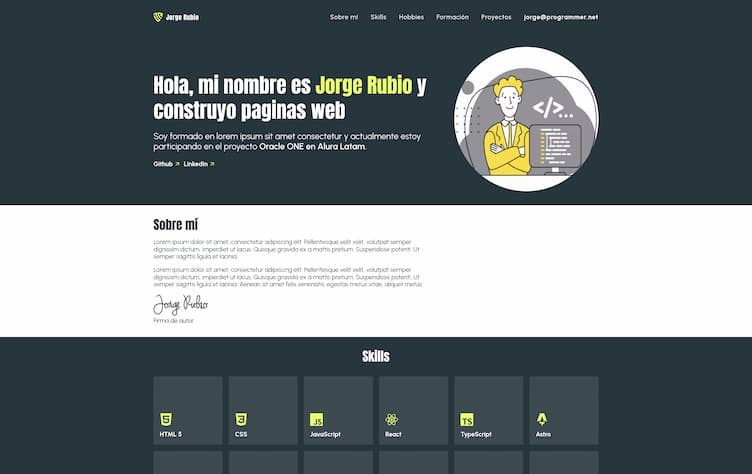 Jorge Rubio
Sobre mí Skills Hobbies Formación Proyectos jorge@programmer.net
Hola, mi nombre es Jorge Rubio y
construyo paginas web
Soy formado en lorem ipsum sit amet consectetur y actualmente estoy
participando en el proyecto Oracle ONE en Alura Latam.
Github LinkedIn
</...
Sobre mí
Lorem ipsum dolor sit amet, consectetur adipiscing elit. Pellentesque velit velit, volutpat semper
dignissim dictum, imperdiet ut lacus. Quisque gravida ex a mattis pretium. Suspendisse potenti. Ut
semper sagittis ligula et lacinia.
Lorem ipsum dolor sit amet, consectetur adipiscing elit. Pellentesque velit velit, volutpat semper
dignissim dictum, imperdiet ut lacus. Quisque gravida ex a mattis pretium. Suspendisse potenti. Ut
semper sagittis ligula et lacinia. Aenean sit amet felis venenatis, egestas metus vitae, aliquet metus.
Jorge Rubio
Firma de autor
Skills
5 3 JS TS
HTML 5 CSS JavaScript React TypeScript Astro